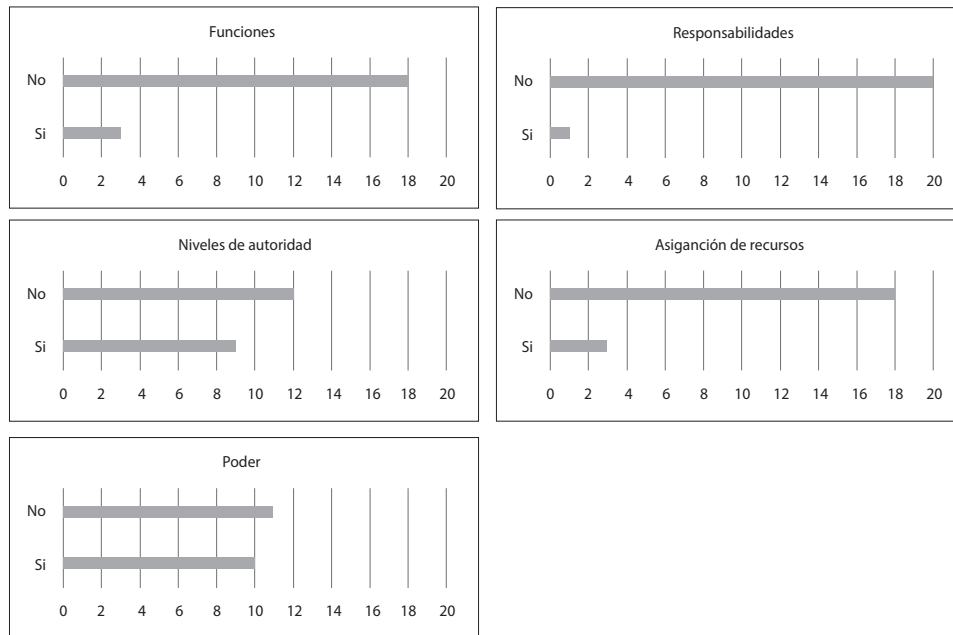 Funciones
No
Si
0 2 4 6 8 10 12 14 16 18 20
Responsabilidades
No
Si
0 2 4 6 8 10 12 14 16 18 20
Niveles de autoridad
No
Si
0 2 4 6 8 10 12 14 16 18 20
Asigancións de recursos
No
Si
0 2 4 6 8 10 12 14 16 18 20
Poder
No
Si
0 2 4 6 8 10 12 14 16 18 20